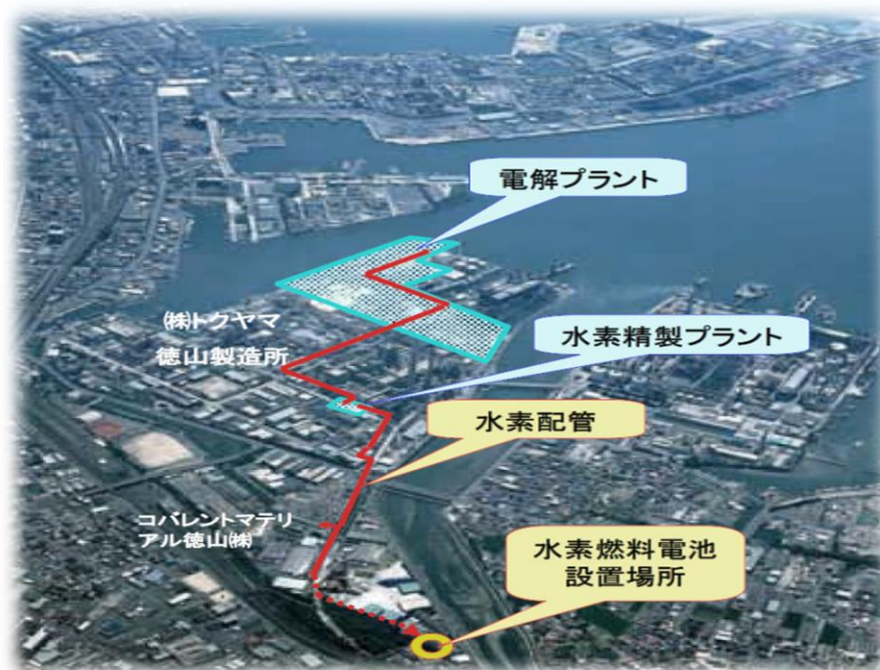 電解プラント
㈱トクヤマ
徳山製造所
水素精製プラント
水素配管
コバレントマテリ
アル徳山㈱
水素燃料電池
設置場所